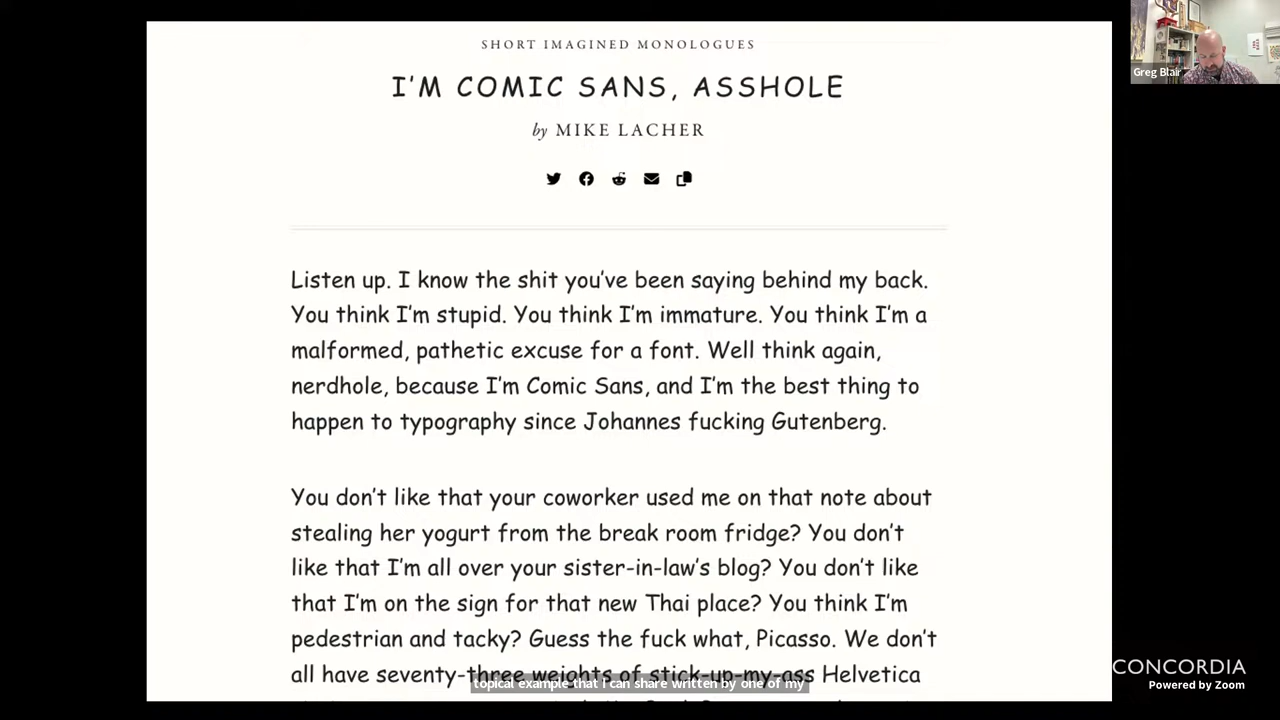 SHORT IMAGINED MONOLOGUES
I'M COMIC SANS, ASSHOLE
by MIKE LACHER
Greg Blair
Listen up. I know the shit you've been saying behind my back.
You think I'm stupid. You think I'm immature. You think I'm a
malformed, pathetic excuse for a font. Well think again,
nerdhole, because I'm Comic Sans, and I'm the best thing to
happen to typography since Johannes fucking Gutenberg.
You don't like that your coworker used me on that note about
stealing her yogurt from the break room fridge? You don't
like that I'm all over your sister-in-law's blog? You don't like
that I'm on the sign for that new Thai place? You think I'm
pedestrian and tacky? Guess the fuck what, Picasso. We don't
all have seventy-three weights of stick-up-my-ass Helvetica
topical example that I can share written by one of my
CONCORDIA
Powered by Zoom